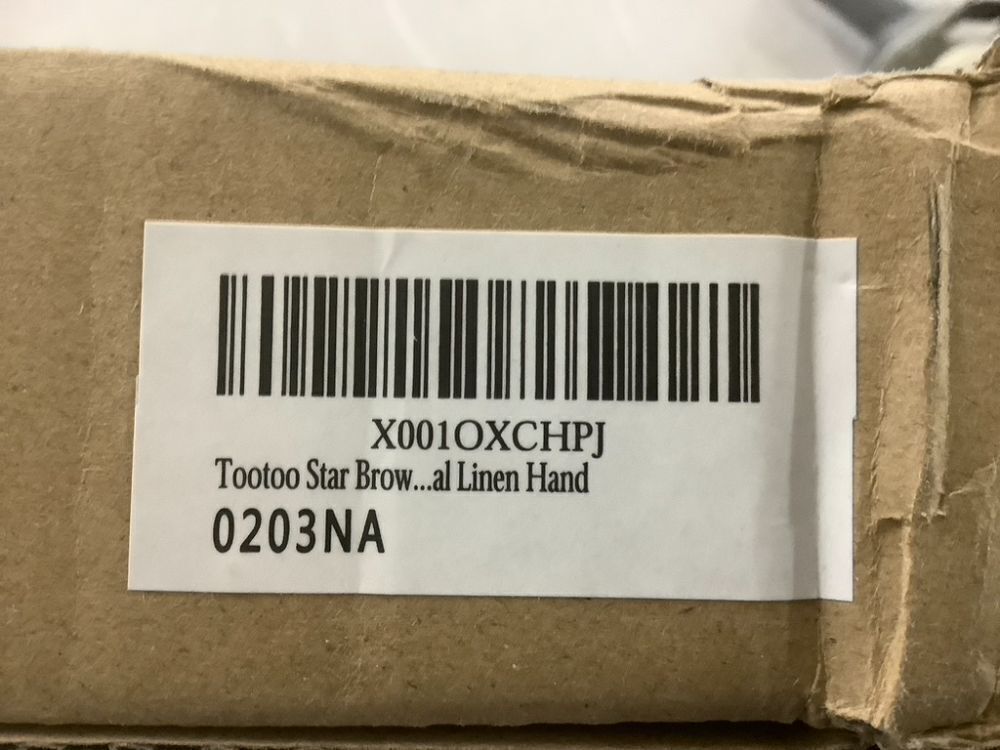 X001OXCHPJ
Tootoo Star Brow...al Linen Hand
0203NA